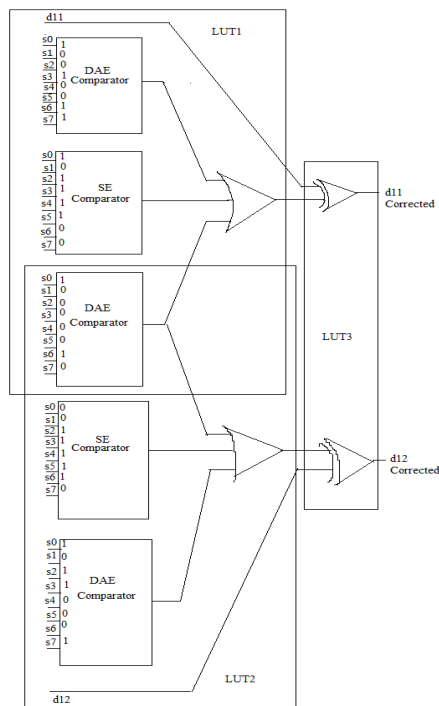 d11
LUT1
s0 1
s1 0
s2 0
s3 1
s4 0
s5 0
s6 1
s7 1
DAE
Comparator
s0 1
s1 0
s2 1
s3 1
s4 1
s5 1
s6 0
s7 0
SE
Comparator
d11
Corrected
s0 1
s1 0
s2 0
s3 0
s4 0
s5 0
s6 1
s7 0
DAE
Comparator
LUT3
s0 0
s1 0
s2 1
s3 1
s4 1
s5 1
s6 1
s7 0
SE
Comparator
d12
Corrected
s0 1
s1 0
s2 1
s3 1
s4 0
s5 0
s6 0
s7 1
DAE
Comparator
LUT2
d12